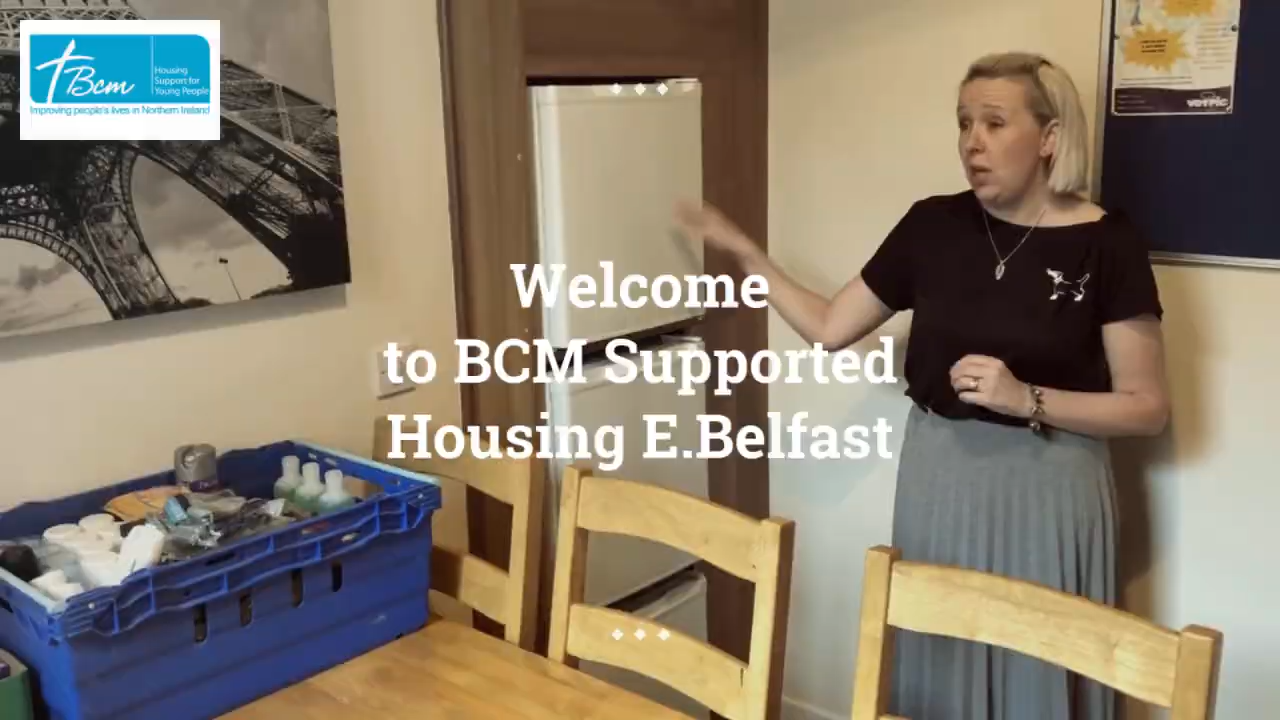 Bcm
Housing
Support for
Young People
Improving people's lives in Northern Ireland
Welcome
to BCM Supported
Housing E.Belfast